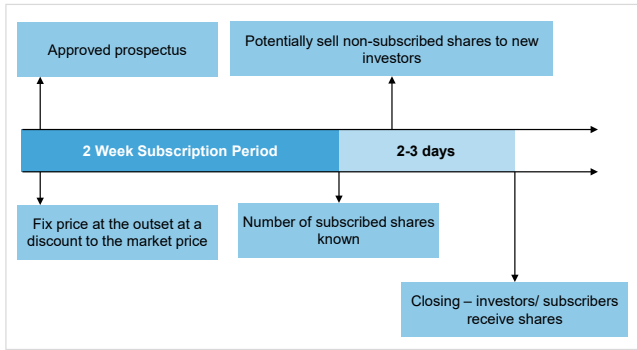 Approved prospectus
Potentially sell non-subscribed shares to new
investors
2 Week Subscription Period
2-3 days
Fix price at the outset at a
discount to the market price
Number of subscribed shares
known
Closing – investors/ subscribers
receive shares